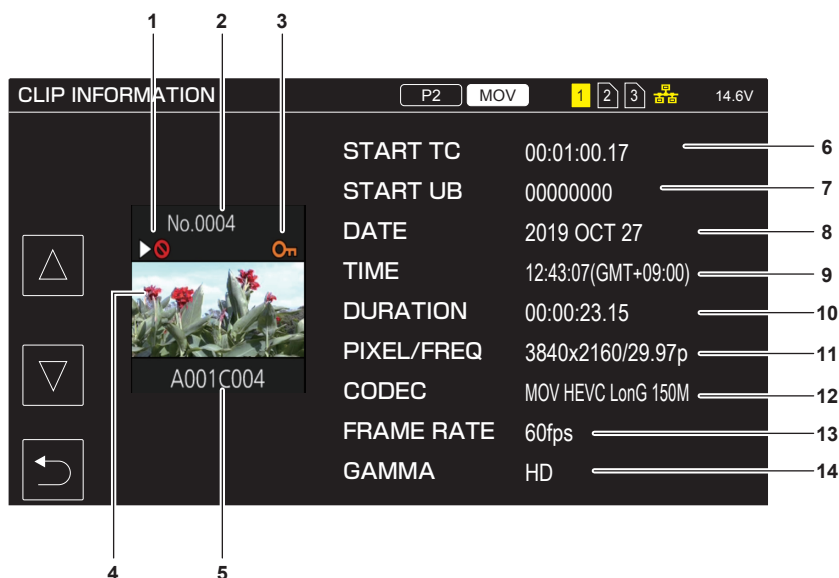 1 2 3
CLIP INFORMATION P2 MOV 1 2 3 14.6V
No.0004
A001C004
START TC 00:01:00.17 6
START UB 00000000 7
DATE 2019 OCT 27 8
TIME 12:43:07(GMT+09:00) 9
DURATION 00:00:23.15 10
PIXEL/FREQ 3840x2160/29.97p 11
CODEC MOV HEVC LonG 150M 12
FRAME RATE 60fps 13
GAMMA HD 14
4 5